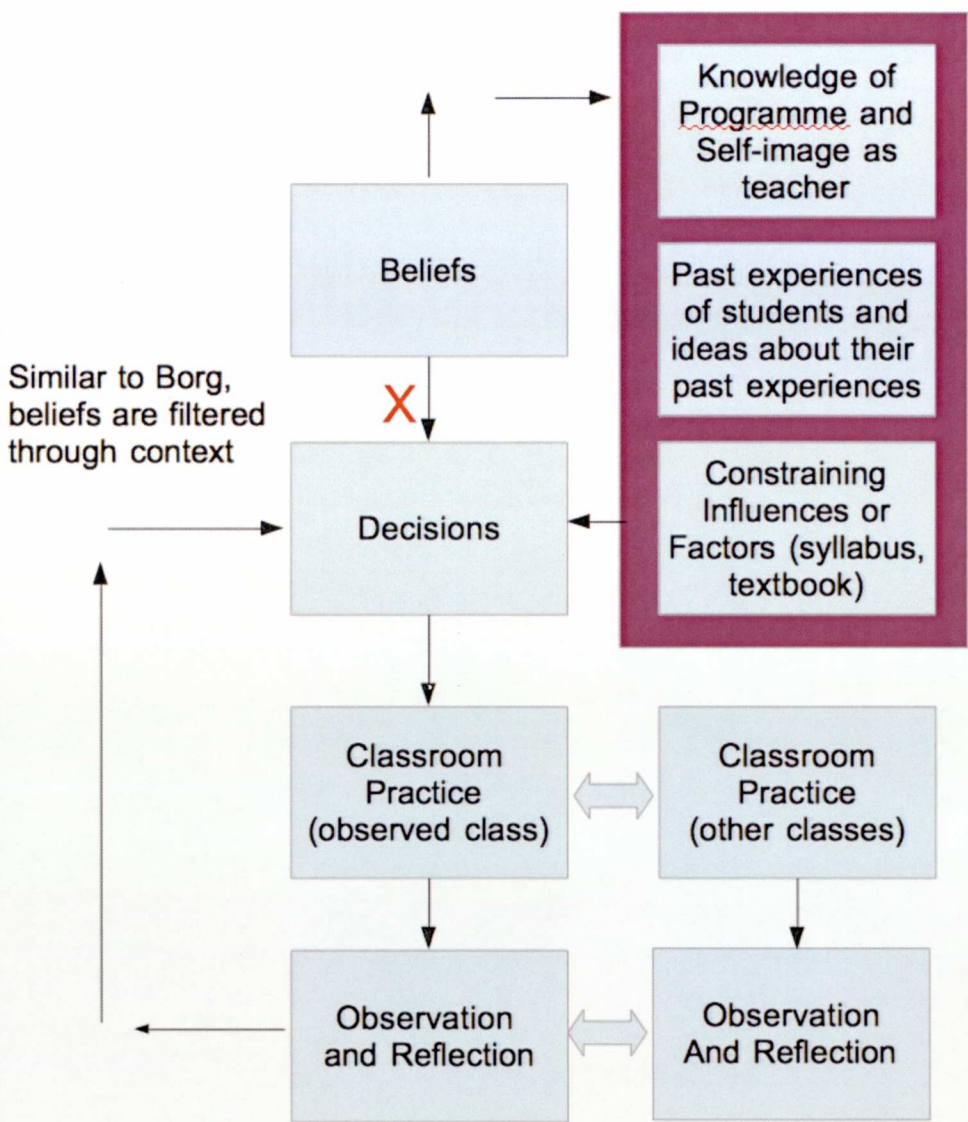 Knowledge of
Programme and
Self-image as
teacher
Beliefs
Past experiences
of students and
ideas about their
past experiences
Similar to Borg,
beliefs are filtered
through context
X
Decisions
Constraining
Influences or
Factors (syllabus,
textbook)
Classroom
Practice
(observed class)
Classroom
Practice
(other classes)
Observation
and Reflection
Observation
And Reflection